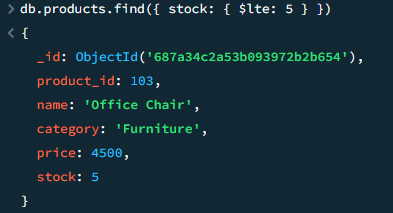 > db.products.find({ stock: { $lte: 5 } })
< {
_id: ObjectId('687a34c2a53b093972b2b654'),
product_id: 103,
name: 'Office Chair',
category: 'Furniture',
price: 4500,
stock: 5
}